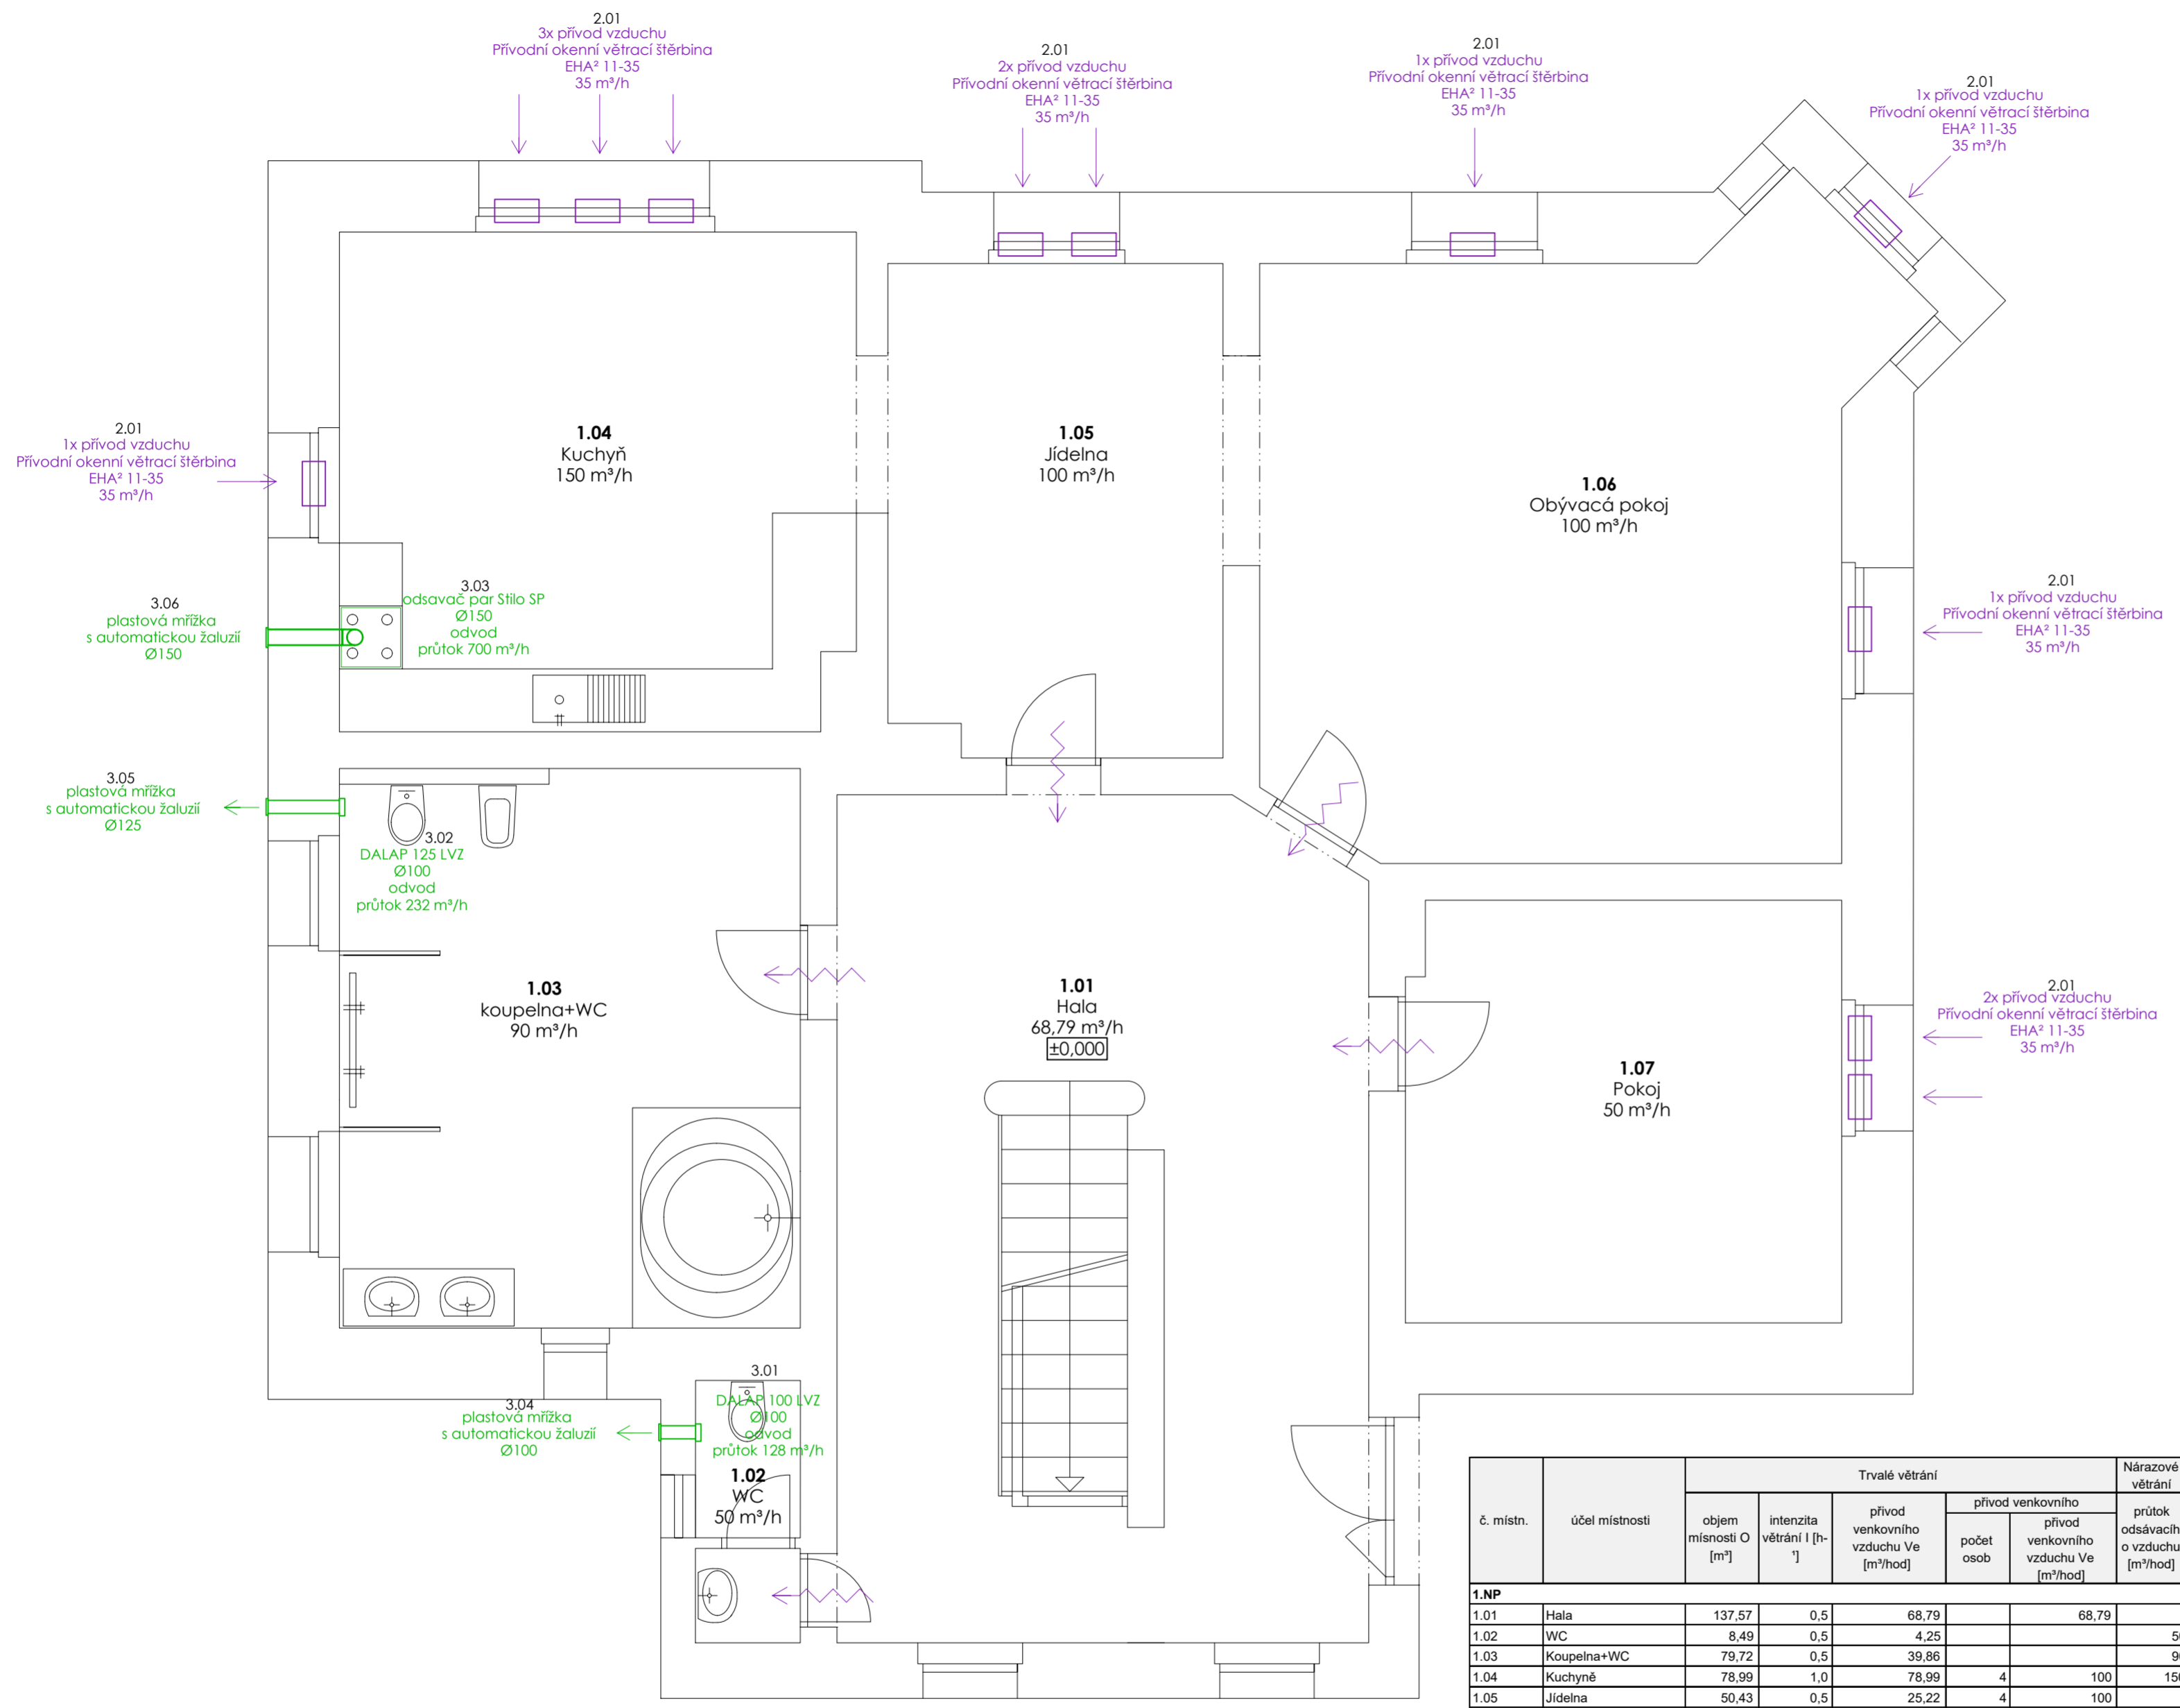 2.01
3x přívod vzduchu
Přívodní okenní větrací štěrbina
EHA² 11-35
35 m³/h
2.01
2x přívod vzduchu
Přívodní okenní větrací štěrbina
EHA² 11-35
35 m³/h
2.01
1x přívod vzduchu
Přívodní okenní větrací štěrbina
EHA² 11-35
35 m³/h
2.01
1x přívod vzduchu
Přívodní okenní větrací štěrbina
EHA² 11-35
35 m³/h
2.01
1x přívod vzduchu
Přívodní okenní větrací štěrbina
EHA² 11-35
35 m³/h
1.04
Kuchyň
150 m³/h
1.05
Jídelna
100 m³/h
1.06
Obývacá pokoj
100 m³/h
3.06
plastová mřížka
s automatickou žaluzií
Ø150
3.03
odsavač par Stilo SP
Ø150
odvod
průtok 700 m³/h
2.01
1x přívod vzduchu
Přívodní okenní větrací štěrbina
EHA² 11-35
35 m³/h
3.05
plastová mřížka
s automatickou žaluzií
Ø125
3.02
DALAP 125 LVZ
Ø100
odvod
průtok 232 m³/h
1.03
koupelna+WC
90 m³/h
1.01
Hala
68,79 m³/h
±0,000
2.01
2x přívod vzduchu
Přívodní okenní větrací štěrbina
EHA² 11-35
35 m³/h
1.07
Pokoj
50 m³/h
3.04
plastová mřížka
s automatickou žaluzií
Ø100
3.01
DALAP 100 LVZ
Ø100
odvod
průtok 128 m³/h
1.02
WC
50 m³/h
č. místn.
účel místnosti
Trvalé větrání
Nárazové
větrání
objem
mísnosti O
[m³]
intenzita
větrání I [h-
¹]
přivod
venkovního
vzduchu Ve
[m³/hod]
přivod venkovního
počet
osob
přivod
venkovního
vzduchu Ve
[m³/hod]
průtok
odsávacíh
o vzduchu
[m³/hod]
1.NP
1.01 Hala 137,57 0,5 68,79 68,79
1.02 WC 8,49 0,5 4,25
1.03 Koupelna+WC 79,72 0,5 39,86
1.04 Kuchyně 78,99 1,0 78,99 4 100
1.05 Jídelna 50,43 0,5 25,22 4 100